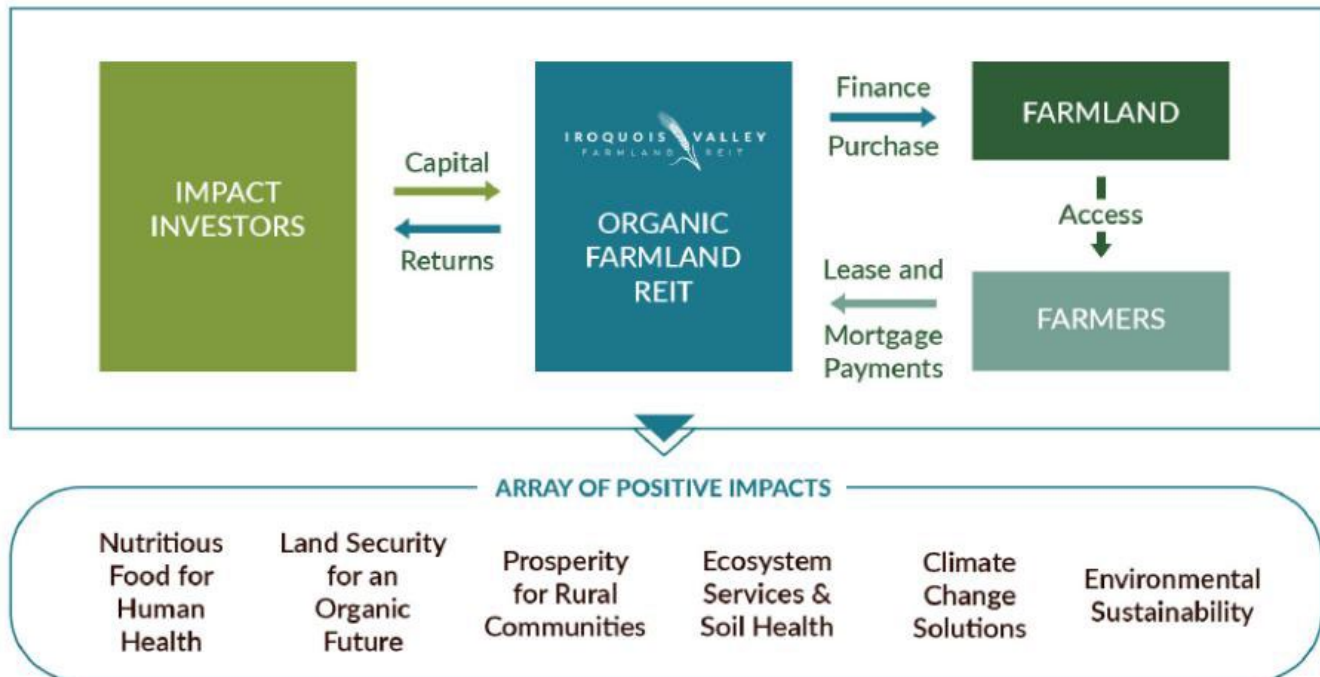 IMPACT
INVESTORS
Capital
Returns
IROQUOIS VALLEY
FARMLAND REIT
ORGANIC
FARMLAND
REIT
Finance
Purchase
FARMLAND
Access
Lease and
Mortgage
Payments
FARMERS
ARRAY OF POSITIVE IMPACTS
Nutritious
Food for
Human
Health
Land Security
for an
Organic
Future
Prosperity
for Rural
Communities
Ecosystem
Services &
Soil Health
Climate
Change
Solutions
Environmental
Sustainability